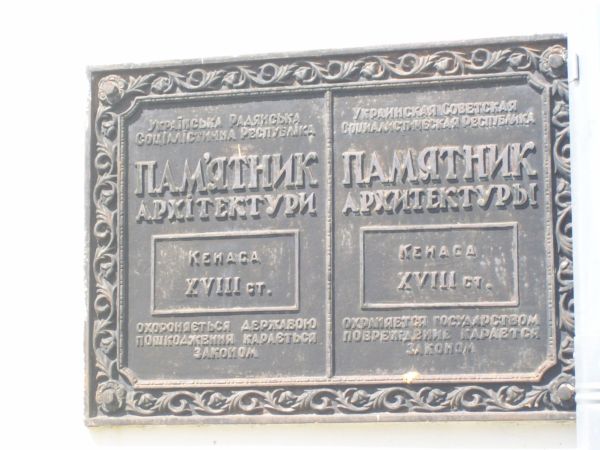 Українська Радянська
Соціалістична Республіка
ПАМ'ЯТНИК
АРХІТЕКТУРИ
Кенаса
XVIII ст.
ОХОРОНЯЄТЬСЯ ДЕРЖАВОЮ
ПОШКОДЖЕННЯ КАРАЄТЬСЯ
ЗАКОНОМ
Украинская Советская
Социалистическая Республика
ПАМЯТНИК
АРХИТЕКТУРЫ
Кенаса
XVIII ст.
ОХРАНЯЕТСЯ ГОСУДАРСТВОМ
ПОВРЕЖДЕНИЕ КАРАЕТСЯ
ЗАКОНОМ